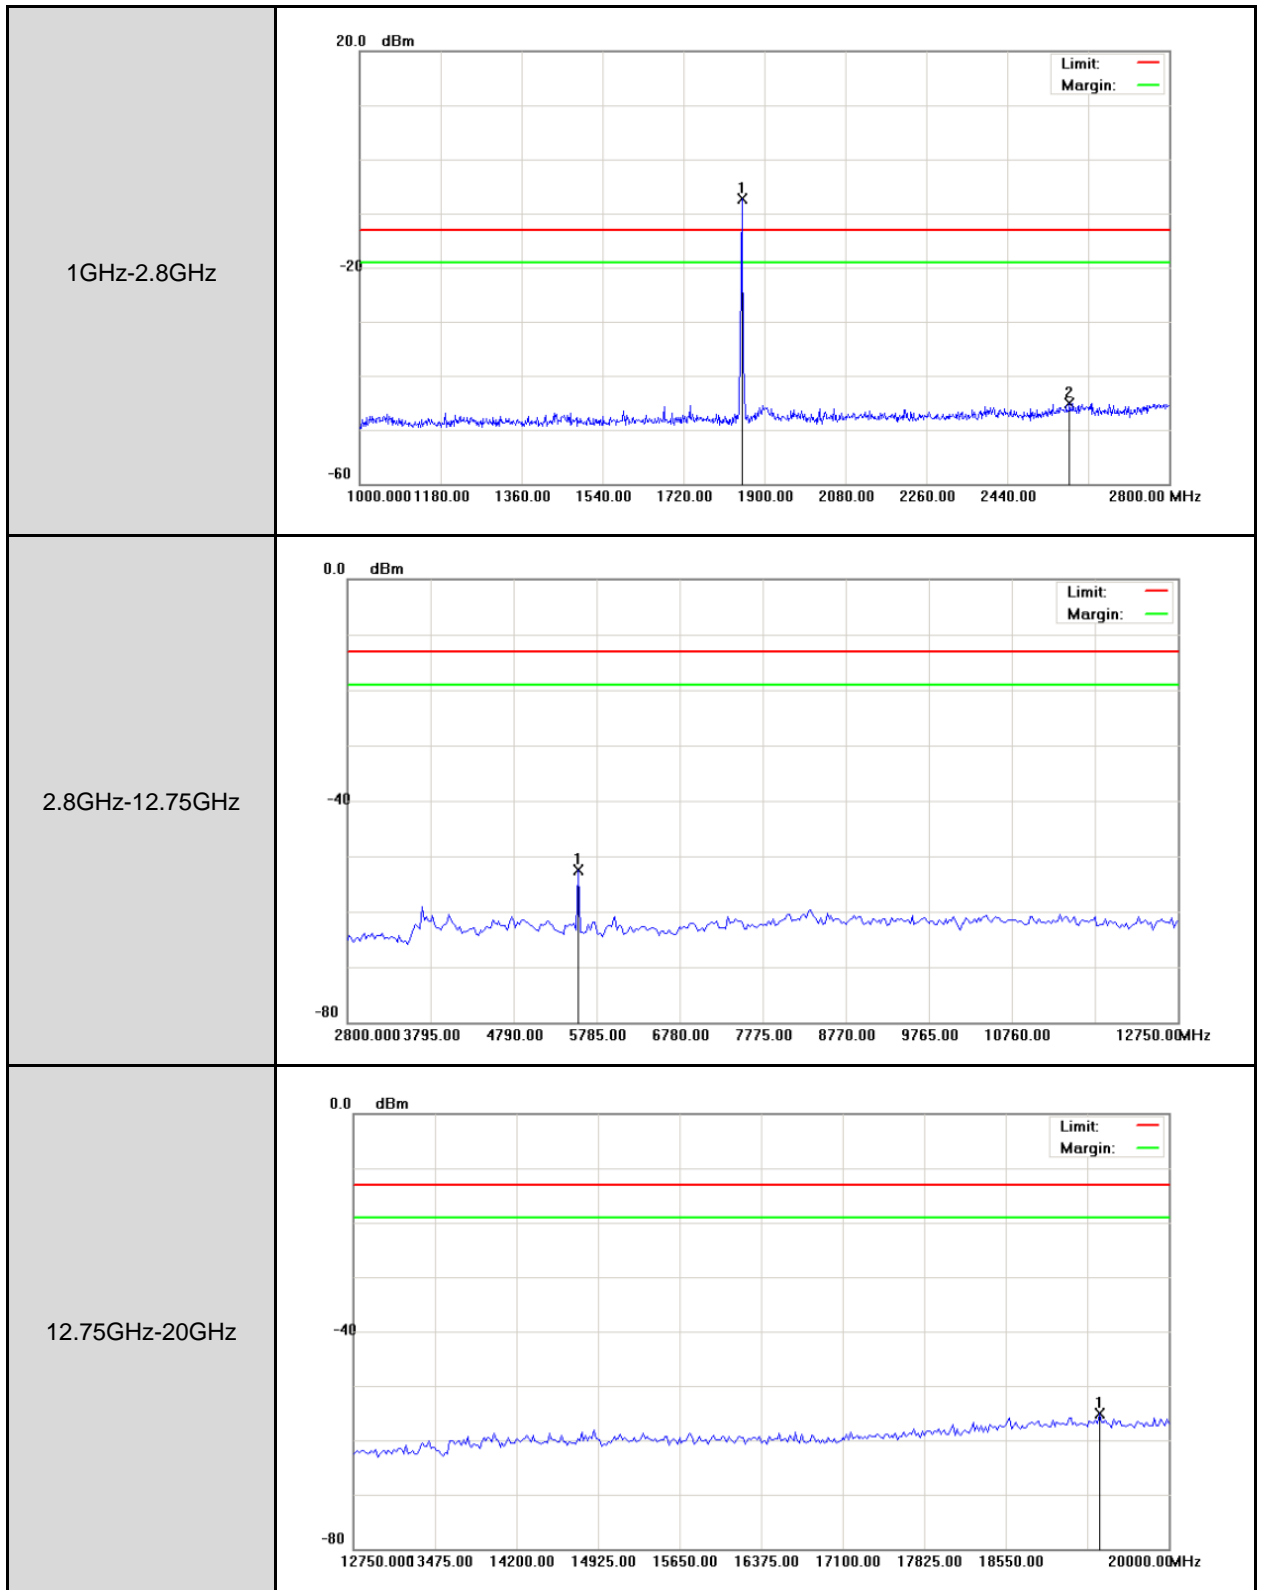 1GHz-2.8GHz
20.0 dBm
Limit:
Margin:
1
-20
2
-60
1000.000 1180.00 1360.00 1540.00 1720.00 1900.00 2080.00 2260.00 2440.00 2800.00 MHz
2.8GHz-12.75GHz
0.0 dBm
Limit:
Margin:
-40
1
-80
2800.000 3795.00 4790.00 5785.00 6780.00 7775.00 8770.00 9765.00 10760.00 12750.00MHz
12.75GHz-20GHz
0.0 dBm
Limit:
Margin:
-40
1
-80
12750.000 13475.00 14200.00 14925.00 15650.00 16375.00 17100.00 17825.00 18550.00 20000.00MHz